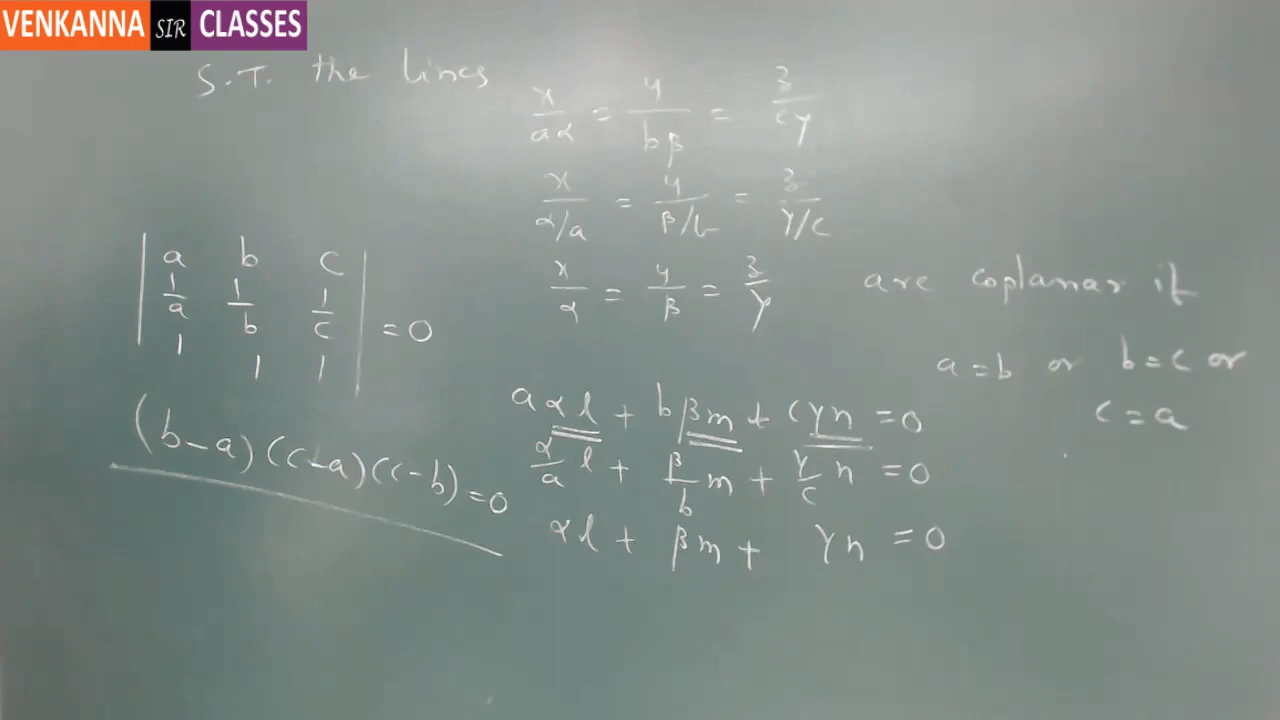 VENKANNA SIR CLASSES
S.T. the lines
x/aα = y/bβ = z/cγ
x/α/a = y/β/b = z/γ/c
x/α = y/β = z/γ are coplanar if
a=b or b=c or
c=a
| a b c |
| 1/a 1/b 1/c | =0
| 1 1 1 |
(b-a)(c-a)(c-b)=0
aαl + bβm + cγn =0
α/a l + β/b m + γ/c n =0
αl + βm + γn =0